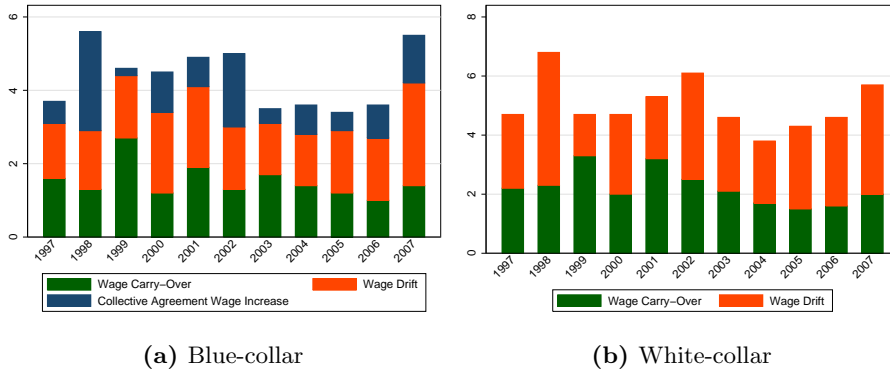 6
4
2
0
1997 1998 1999 2000 2001 2002 2003 2004 2005 2006 2007
Wage Carry−Over Wage Drift
Collective Agreement Wage Increase
(a) Blue-collar
8
6
4
2
0
1997 1998 1999 2000 2001 2002 2003 2004 2005 2006 2007
Wage Carry−Over Wage Drift
(b) White-collar